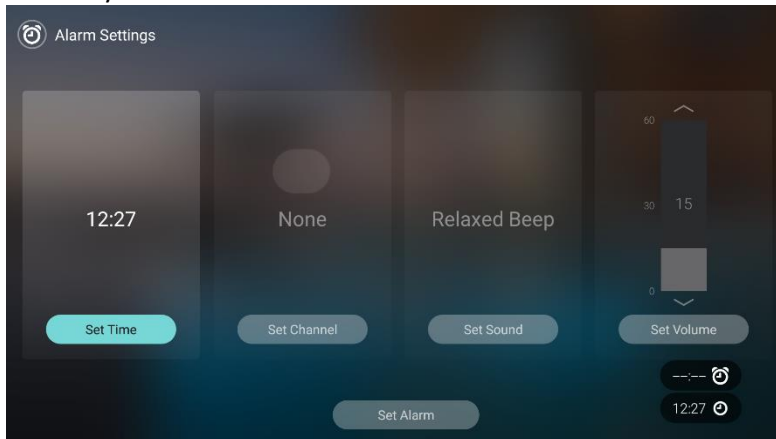 Alarm Settings
12:27
Set Time
None
Set Channel
Relaxed Beep
Set Sound
60
30
15
0
Set Volume
Set Alarm
--:--
12:27